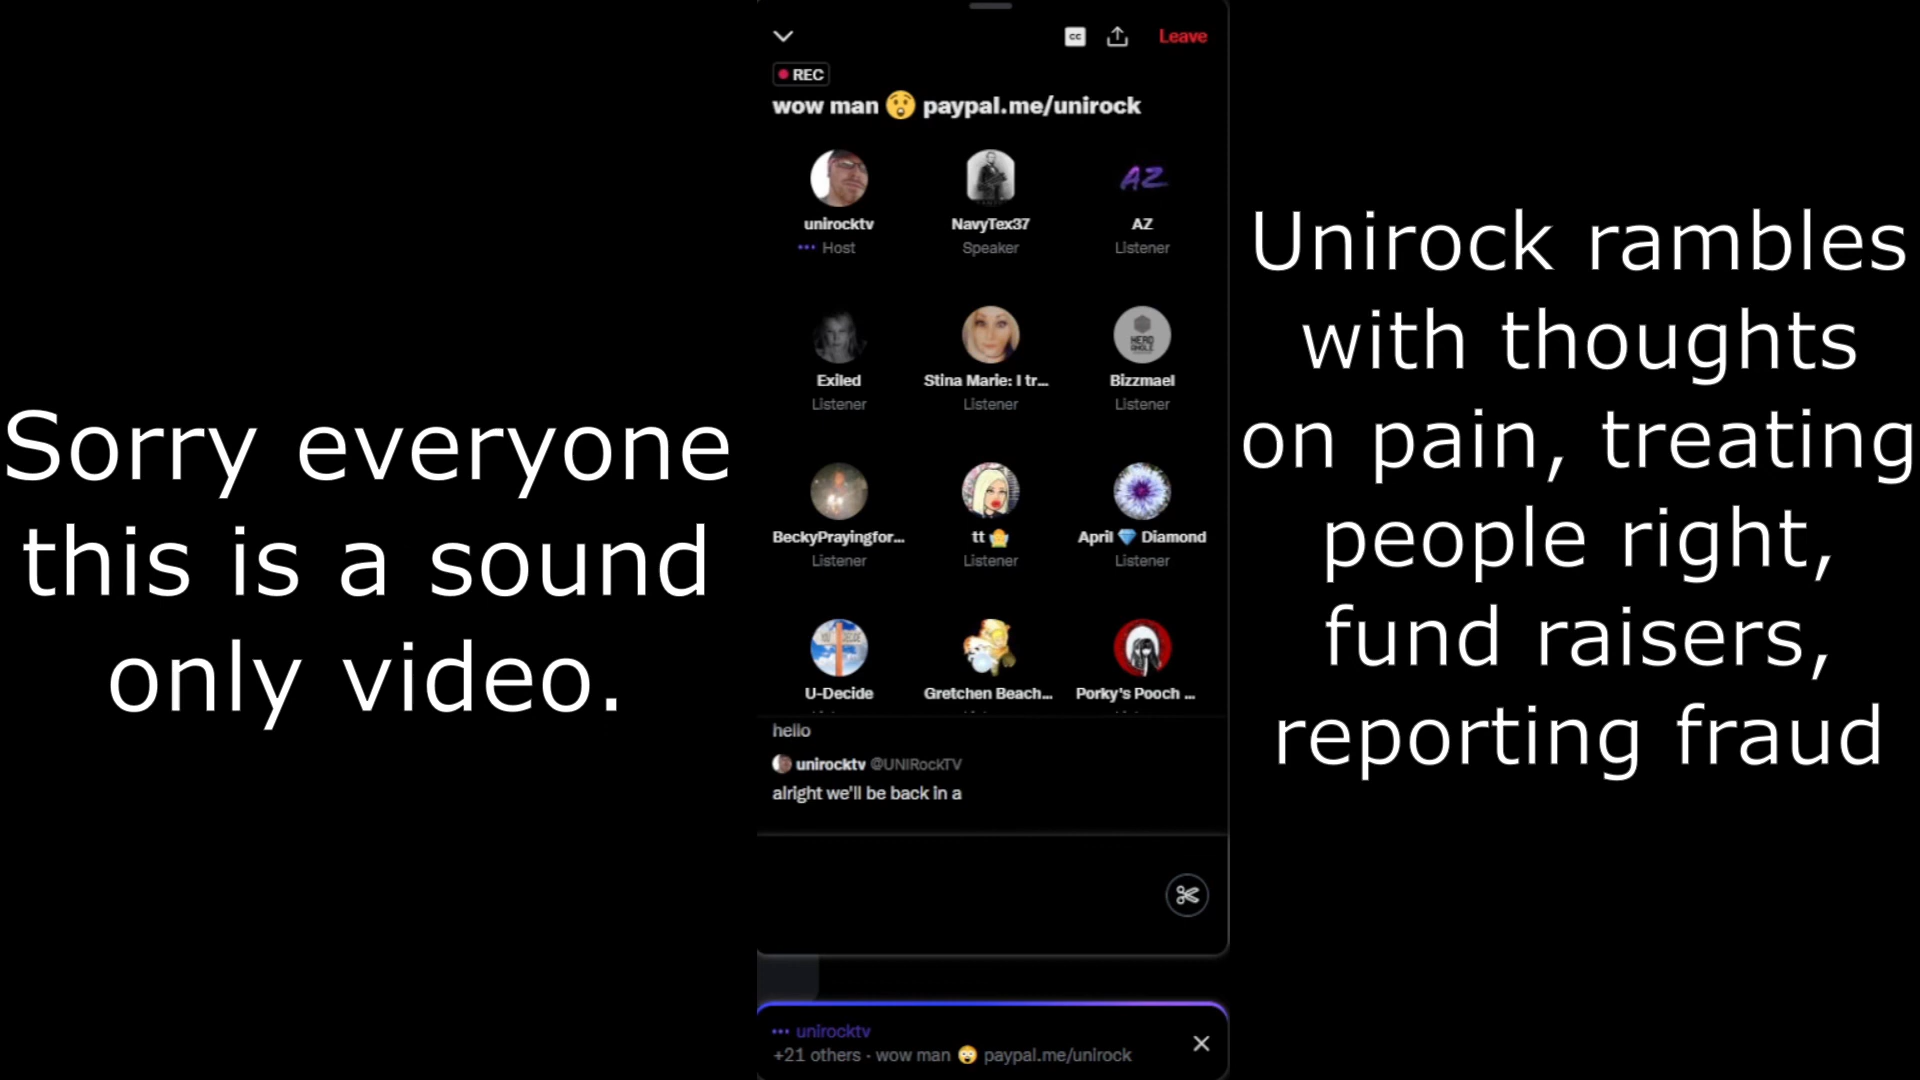 Sorry everyone
this is a sound
only video.
CC
Leave
REC
wow man 😲 paypal.me/unirock
unirocktv
NavyTex37
AZ
AZ
Host
Speaker
Listener
Exiled
Stina Marie: I tr...
Bizzmael
Listener
Listener
Listener
BeckyPrayingfor...
tt
April 💎 Diamond
Listener
Listener
Listener
YOU DECIDE
U-Decide
Gretchen Beach...
Porky's Pooch ...
hello
unirocktv @UNIRockTV
alright we'll be back in a
unirocktv
+21 others · wow man 😲 paypal.me/unirock
Unirock rambles
with thoughts
on pain, treating
people right,
fund raisers,
reporting fraud